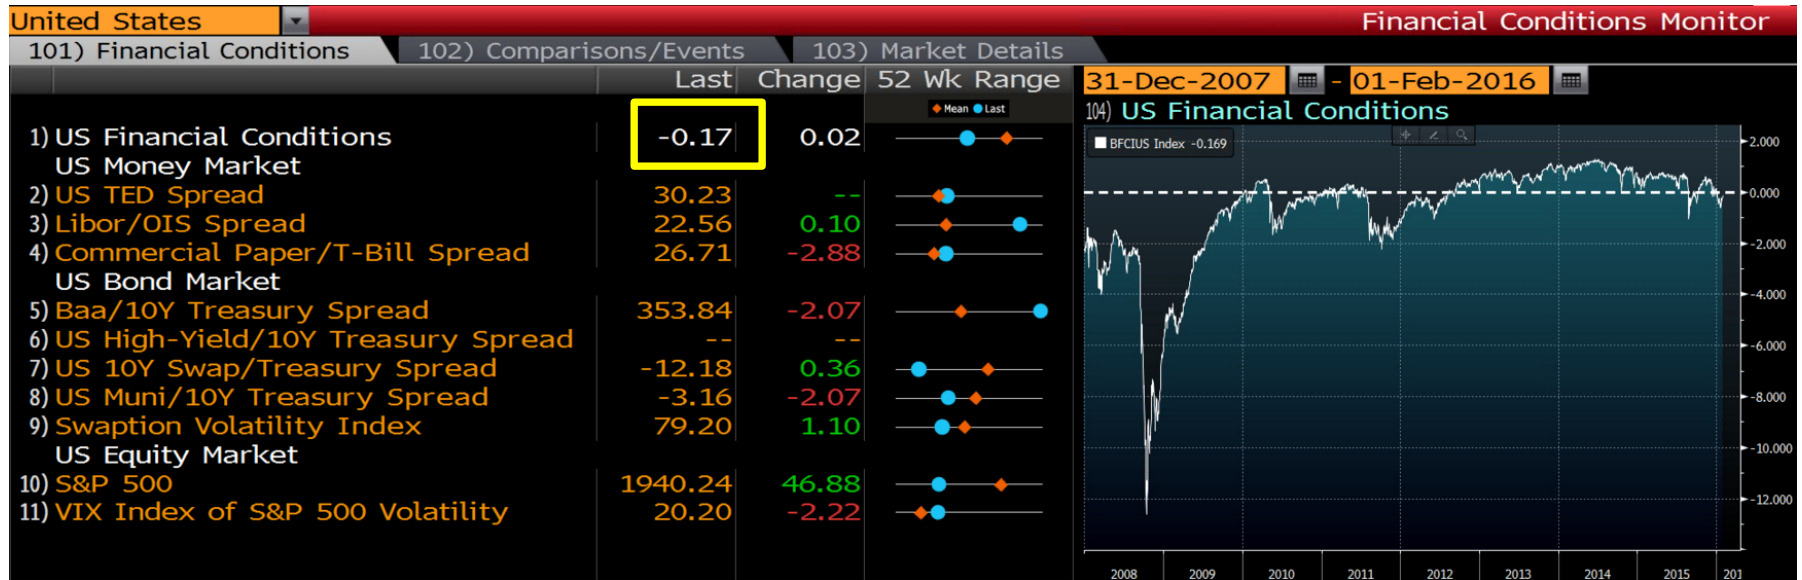 United States Financial Conditions Monitor
101) Financial Conditions 102) Comparisons/Events 103) Market Details
Last Change 52 Wk Range 31-Dec-2007 - 01-Feb-2016
Mean Last
104) US Financial Conditions
BFCIUS Index -0.169
1) US Financial Conditions -0.17 0.02
US Money Market
2) US TED Spread 30.23 --
3) Libor/OIS Spread 22.56 0.10
4) Commercial Paper/T-Bill Spread 26.71 -2.88
US Bond Market
5) Baa/10Y Treasury Spread 353.84 -2.07
6) US High-Yield/10Y Treasury Spread -- --
7) US 10Y Swap/Treasury Spread -12.18 0.36
8) US Muni/10Y Treasury Spread -3.16 -2.07
9) Swaption Volatility Index 79.20 1.10
US Equity Market
10) S&P 500 1940.24 46.88
11) VIX Index of S&P 500 Volatility 20.20 -2.22
2.000
0.000
-2.000
-4.000
-6.000
-8.000
-10.000
-12.000
2008 2009 2010 2011 2012 2013 2014 2015 201